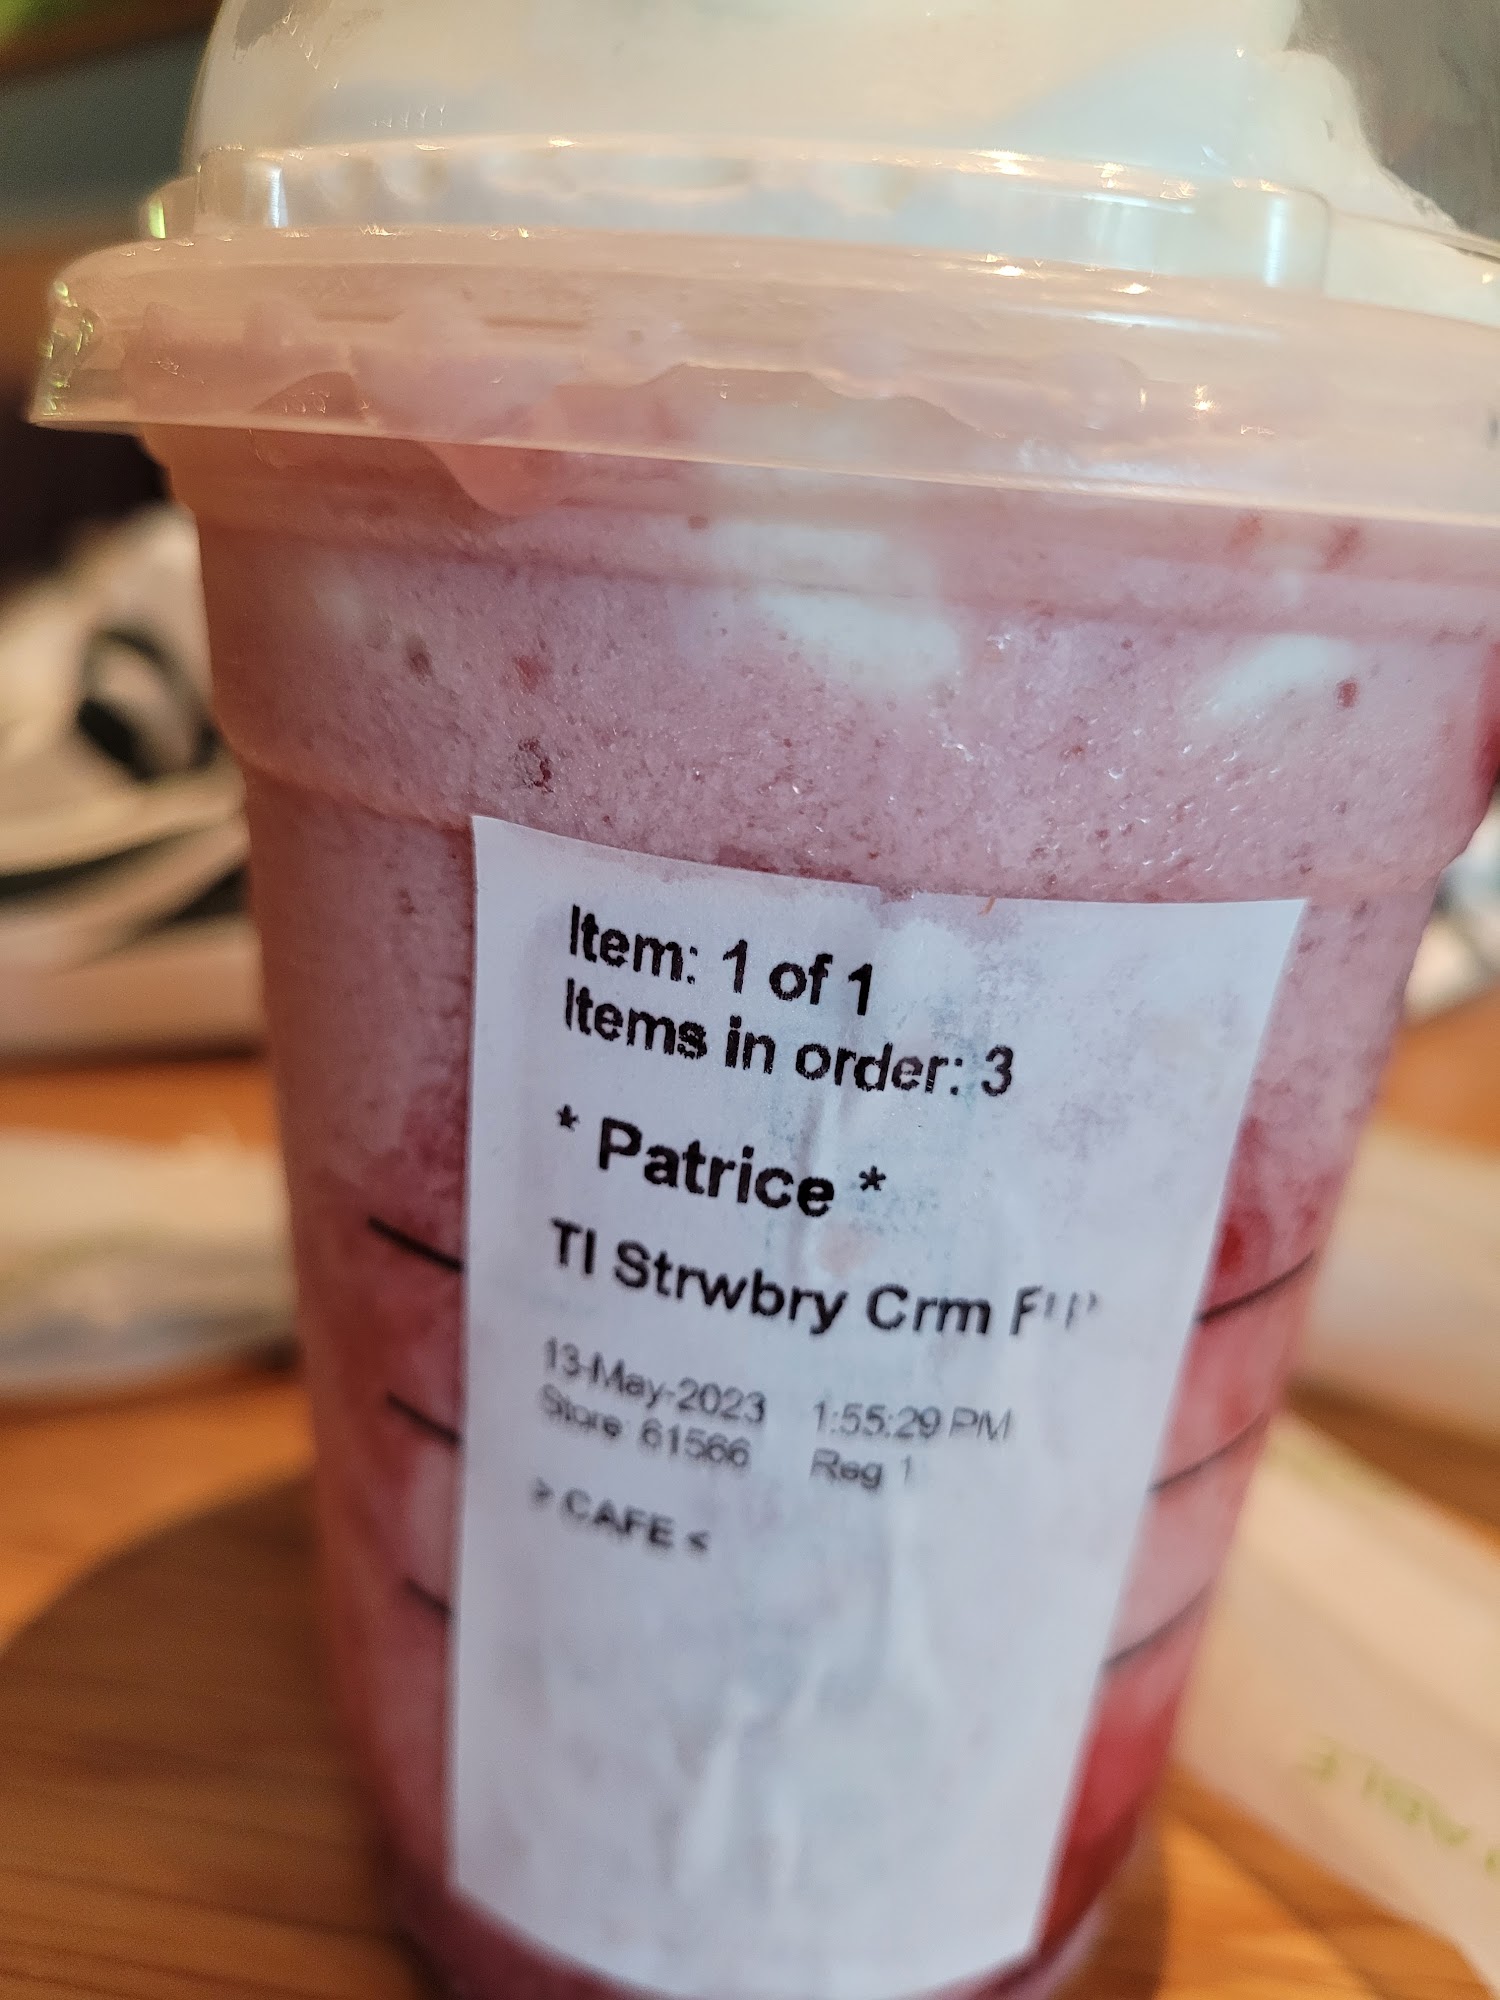 Item: 1 of 1
Items in order: 3
* Patrice *
TI Strwbry Crm
13-May-2023 1:55:29 PM
Store: 61566 Reg 1
> CAFE <